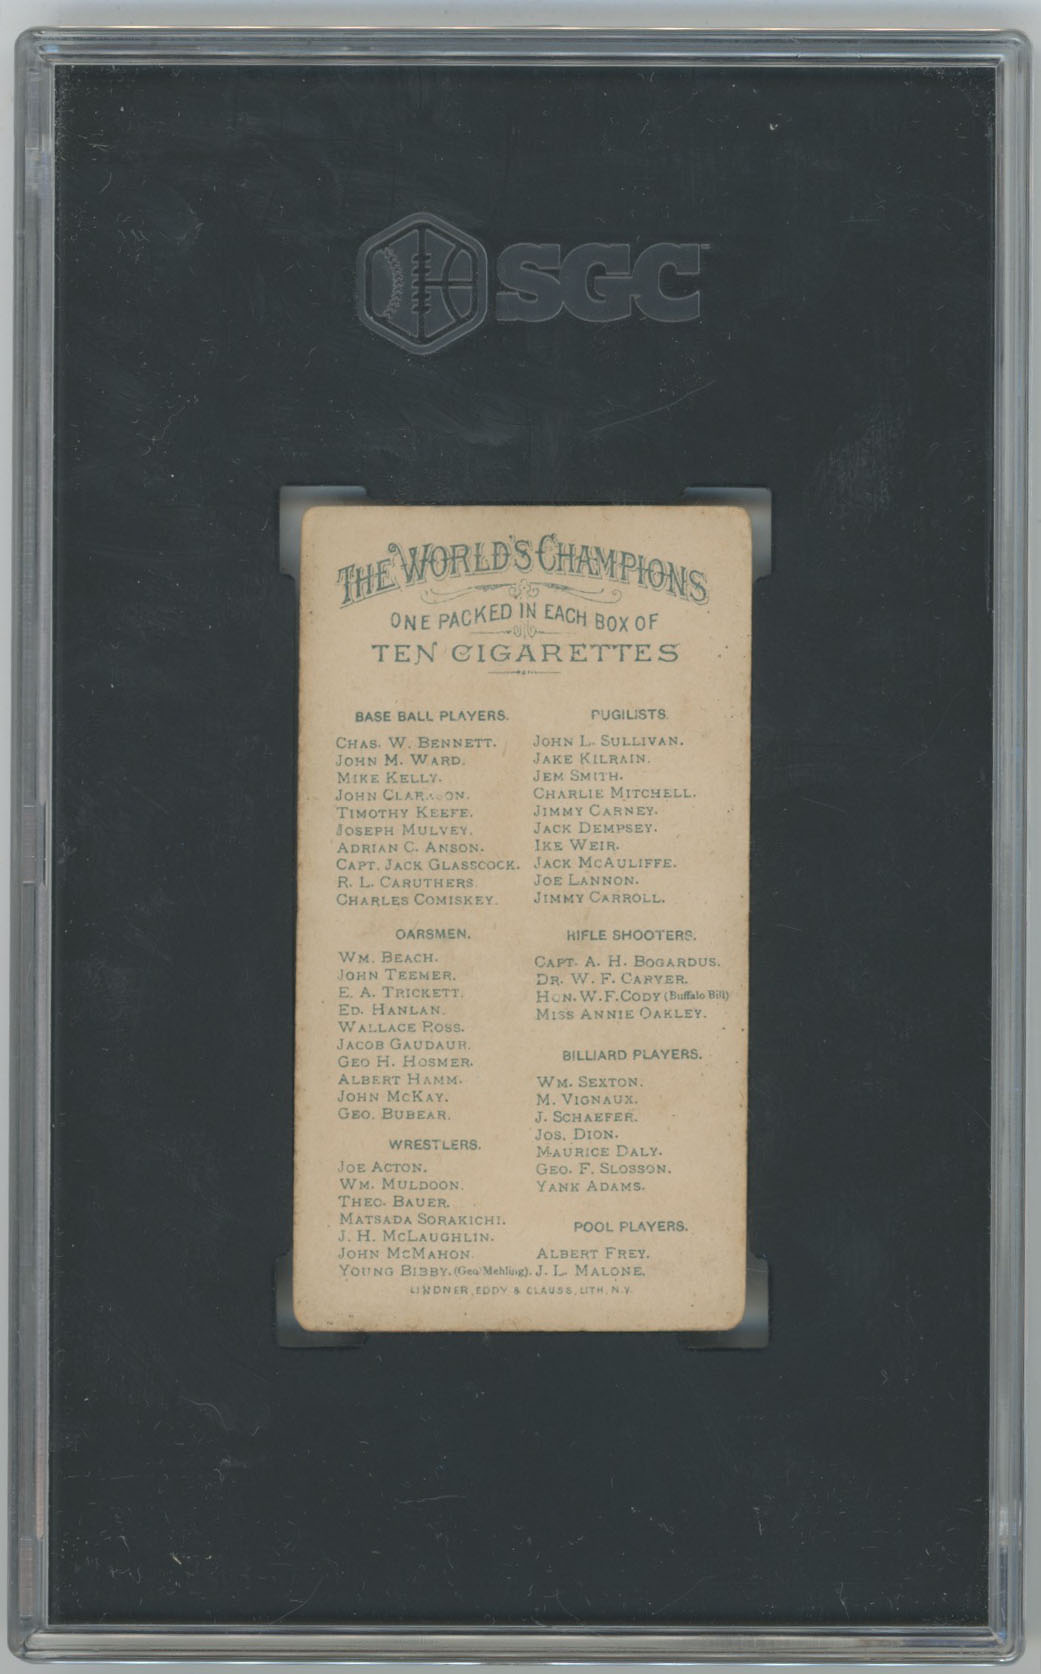 SGC
THE WORLD'S CHAMPIONS
ONE PACKED IN EACH BOX OF
TEN CIGARETTES
BASE BALL PLAYERS.
CHAS. W. BENNETT.
JOHN M. WARD.
MIKE KELLY.
JOHN
TIMOTHY KEEFE.
JOSEPH MULVEY.
ADRIAN C. ANSON.
CAPT. JACK GLASSCOCK.
R. L. CARUTHERS.
CHARLES COMISKEY.
OARSMEN.
WM. BEACH.
JOHN TEEMER.
E. A. TRICKETT.
ED. HANLAN.
WALLACE ROSS.
JACOB GAUDAUR.
GEO H. HOSMER.
ALBERT HAMM.
JOHN MCKAY.
GEO. BUBEAR.
WRESTLERS.
JOE ACTON.
WM. MULDOON.
THEO. BAUER.
MATSADA SORAKICHI.
J. H. MCLAUGHLIN.
JOHN MCMAHON.
YOUNG BIBBY. (Geo. Mehling).
PUGILISTS.
JOHN L. SULLIVAN.
JAKE KILRAIN.
JEM SMITH.
CHARLIE MITCHELL.
JIMMY CARNEY.
JACK DEMPSEY.
IKE WEIR.
JACK MCAULIFFE.
JOE LANNON.
JIMMY CARROLL.
RIFLE SHOOTERS.
CAPT. A. H. BOGARDUS.
DR. W. F. CARVER.
HON. W. F. CODY (Buffalo Bill)
MISS ANNIE OAKLEY.
BILLIARD PLAYERS.
WM. SEXTON.
M. VIGNAUX.
J. SCHAEFER.
JOS. DION.
MAURICE DALY.
GEO. F. SLOSSON.
YANK ADAMS.
POOL PLAYERS.
ALBERT FREY.
J. L. MALONE.
LINDNER, EDDY & CLAUSS, LITH. N.Y.